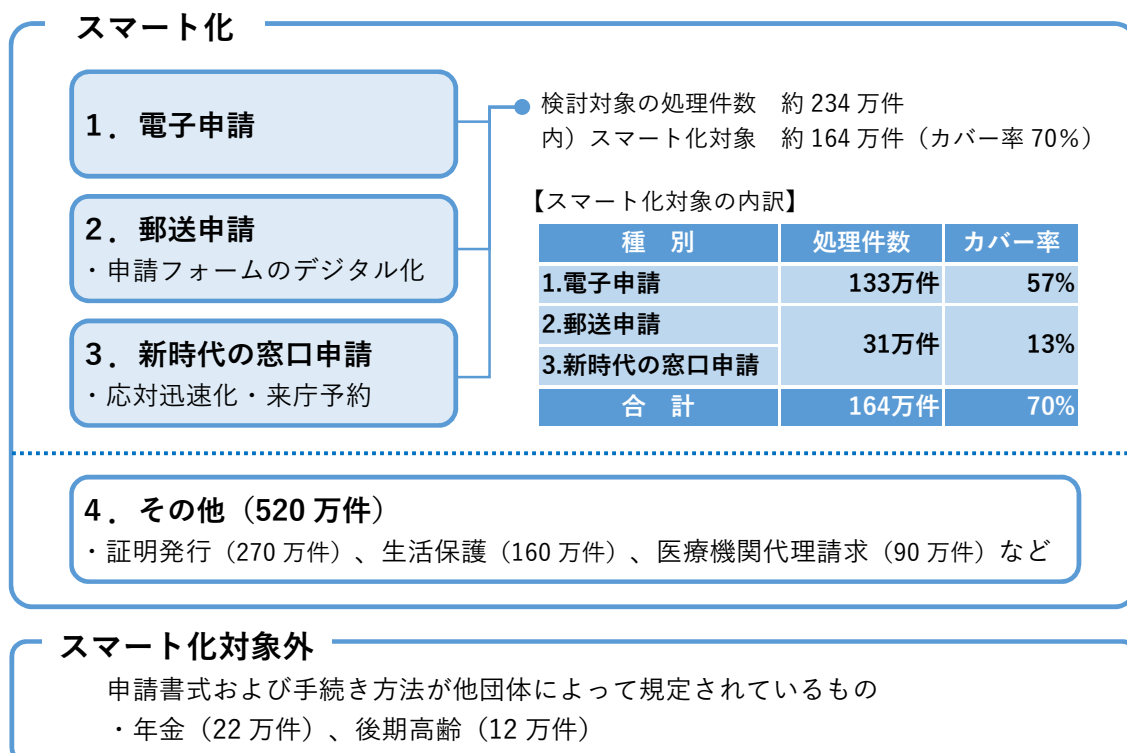 スマート化
1．電子申請
2．郵送申請
・申請フォームのデジタル化
3．新時代の窓口申請
・応対迅速化・来庁予約
検討対象の処理件数　約 234 万件
内）スマート化対象　約 164 万件（カバー率 70%）
【スマート化対象の内訳】
種　別　処理件数　カバー率
1.電子申請　133万件　57%
2.郵送申請
31万件　13%
3.新時代の窓口申請
合　計　164万件　70%
4．その他（520 万件）
・証明発行（270 万件）、生活保護（160 万件）、医療機関代理請求（90 万件）など
スマート化対象外
申請書式および手続き方法が他団体によって規定されているもの
・年金（22 万件）、後期高齢（12 万件）